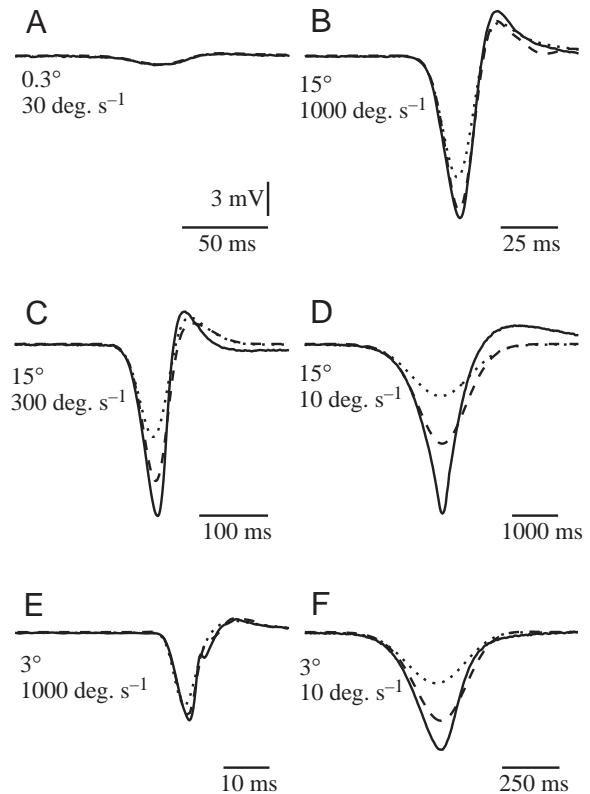 A
0.3°
30 deg. s⁻¹
3 mV
50 ms
B
15°
1000 deg. s⁻¹
25 ms
C
15°
300 deg. s⁻¹
100 ms
D
15°
10 deg. s⁻¹
1000 ms
E
3°
1000 deg. s⁻¹
10 ms
F
3°
10 deg. s⁻¹
250 ms